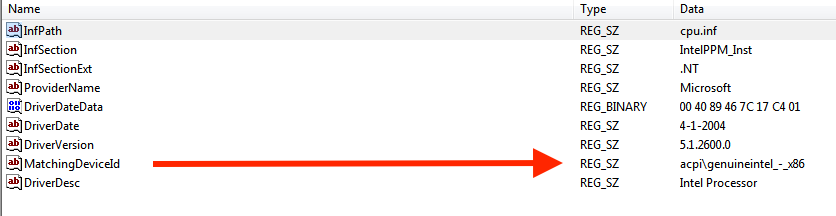 Name Type Data
InfPath REG_SZ cpu.inf
InfSection REG_SZ IntelPPM_Inst
InfSectionExt REG_SZ .NT
ProviderName REG_SZ Microsoft
DriverDateData REG_BINARY 00 40 89 46 7C 17 C4 01
DriverDate REG_SZ 4-1-2004
DriverVersion REG_SZ 5.1.2600.0
MatchingDeviceId REG_SZ acpi\genuineintel_-_x86
DriverDesc REG_SZ Intel Processor